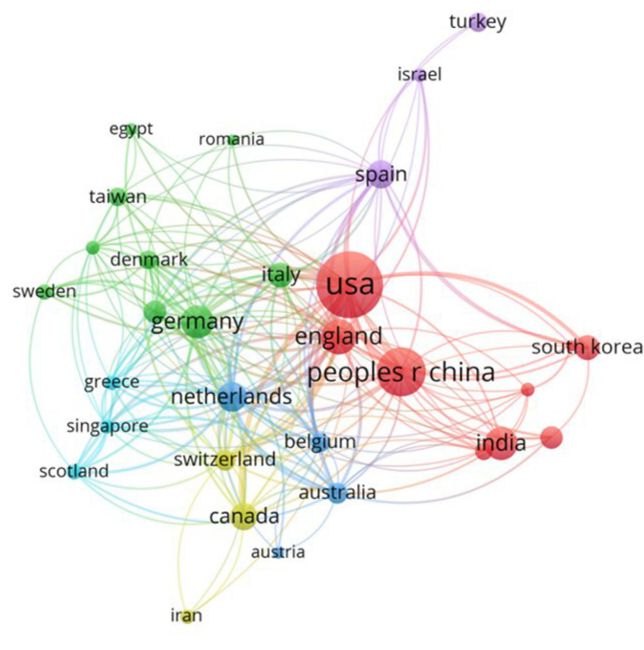 turkey
israel
egypt
romania
spain
taiwan
denmark
italy
usa
sweden
germany
england
south korea
peoples r china
greece
netherlands
singapore
belgium
india
switzerland
scotland
australia
canada
austria
iran